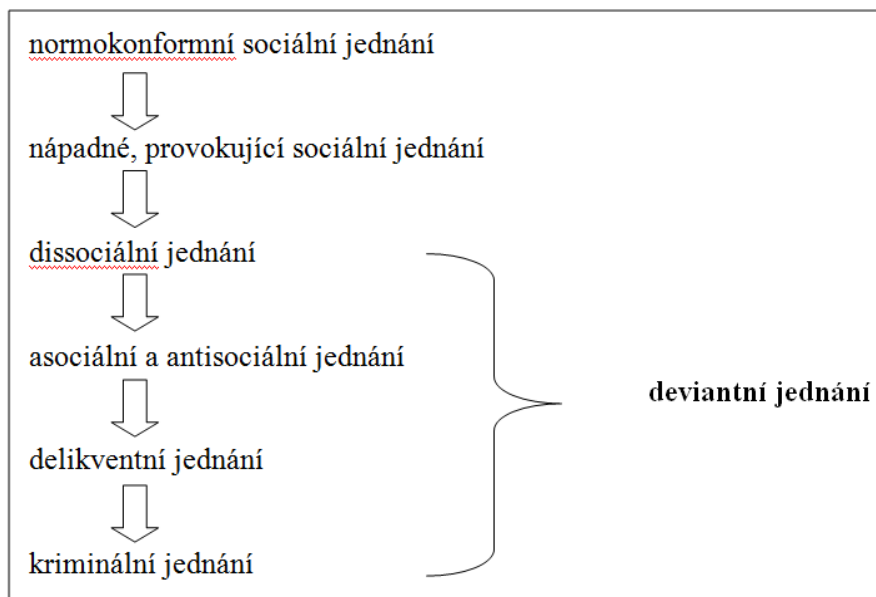 normokonformní sociální jednání
nápadné, provokující sociální jednání
dissociální jednání
asociální a antisociální jednání
deviantní jednání
delikventní jednání
kriminální jednání